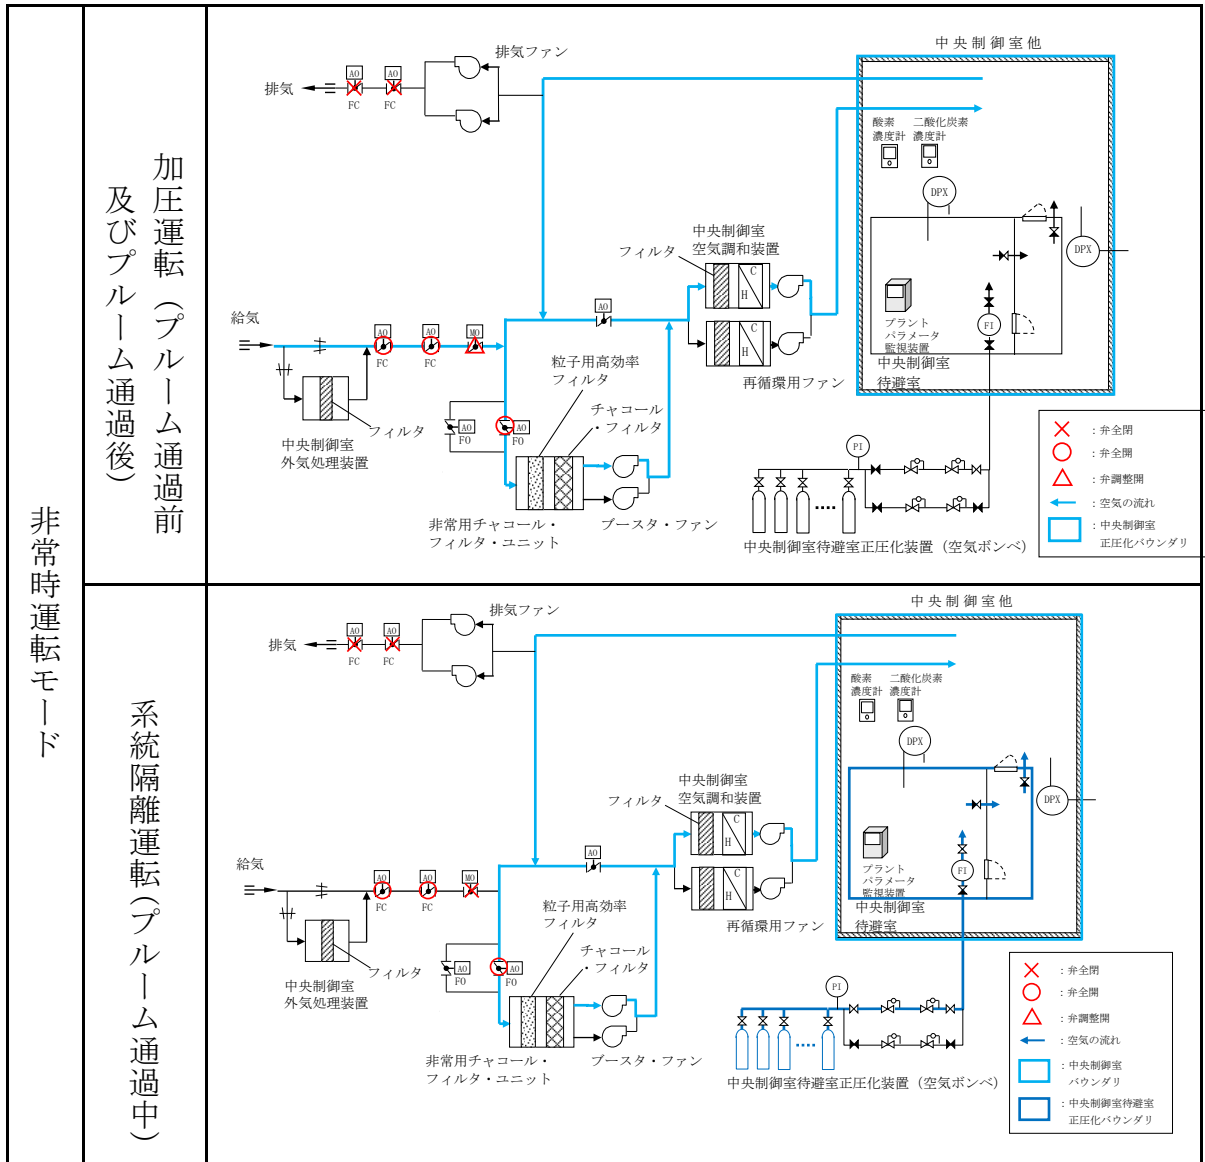 非常時運転モード
加圧運転（プルーム通過前
及びプルーム通過後）
排気ファン
中央制御室他
排気
AO
AO
FC
FC
酸素
濃度計
二酸化炭素
濃度計
DPX
DPX
中央制御室
空気調和装置
フィルタ
C
H
C
H
再循環用ファン
AO
給気
AO
AO
MO
FC
FC
フィルタ
中央制御室
外気処理装置
粒子用高効率
フィルタ
チャコール
・フィルタ
AO
FO
AO
FO
非常用チャコール・
フィルタ・ユニット
ブースタ・ファン
プラント
パラメータ
監視装置
FI
中央制御室
待避室
PI
中央制御室待避室正圧化装置（空気ボンベ）
：弁全閉
：弁全開
：弁調整開
：空気の流れ
：中央制御室
正圧化バウンダリ
系統隔離運転（プルーム通過中）
排気ファン
中央制御室他
排気
AO
AO
FC
FC
酸素
濃度計
二酸化炭素
濃度計
DPX
DPX
中央制御室
空気調和装置
フィルタ
C
H
C
H
再循環用ファン
AO
給気
AO
AO
MO
FC
FC
フィルタ
中央制御室
外気処理装置
粒子用高効率
フィルタ
チャコール
・フィルタ
AO
FO
AO
FO
非常用チャコール・
フィルタ・ユニット
ブースタ・ファン
プラント
パラメータ
監視装置
FI
中央制御室
待避室
PI
中央制御室待避室正圧化装置（空気ボンベ）
：弁全閉
：弁全開
：弁調整開
：空気の流れ
：中央制御室
バウンダリ
：中央制御室待避室
正圧化バウンダリ